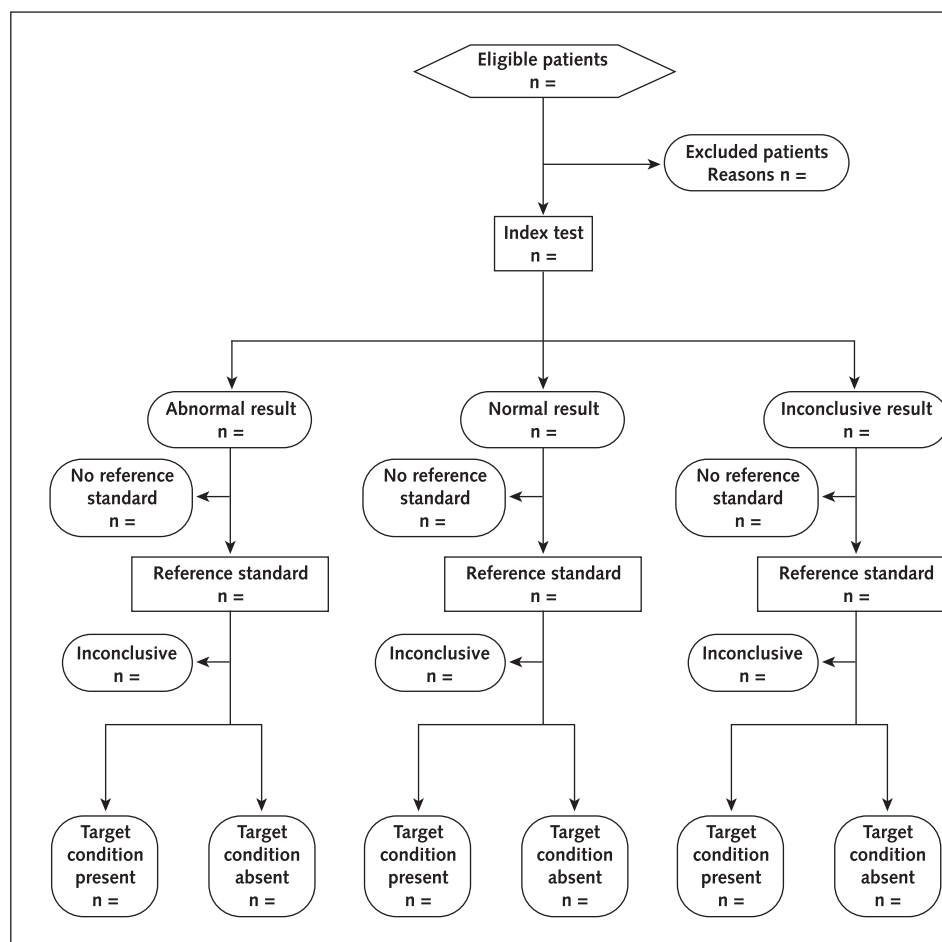 Eligible patients
n =
Excluded patients
Reasons n =
Index test
n =
Abnormal result
n =
Normal result
n =
Inconclusive result
n =
No reference
standard
n =
No reference
standard
n =
No reference
standard
n =
Reference standard
n =
Reference standard
n =
Reference standard
n =
Inconclusive
n =
Inconclusive
n =
Inconclusive
n =
Target
condition
present
n =
Target
condition
absent
n =
Target
condition
present
n =
Target
condition
absent
n =
Target
condition
present
n =
Target
condition
absent
n =